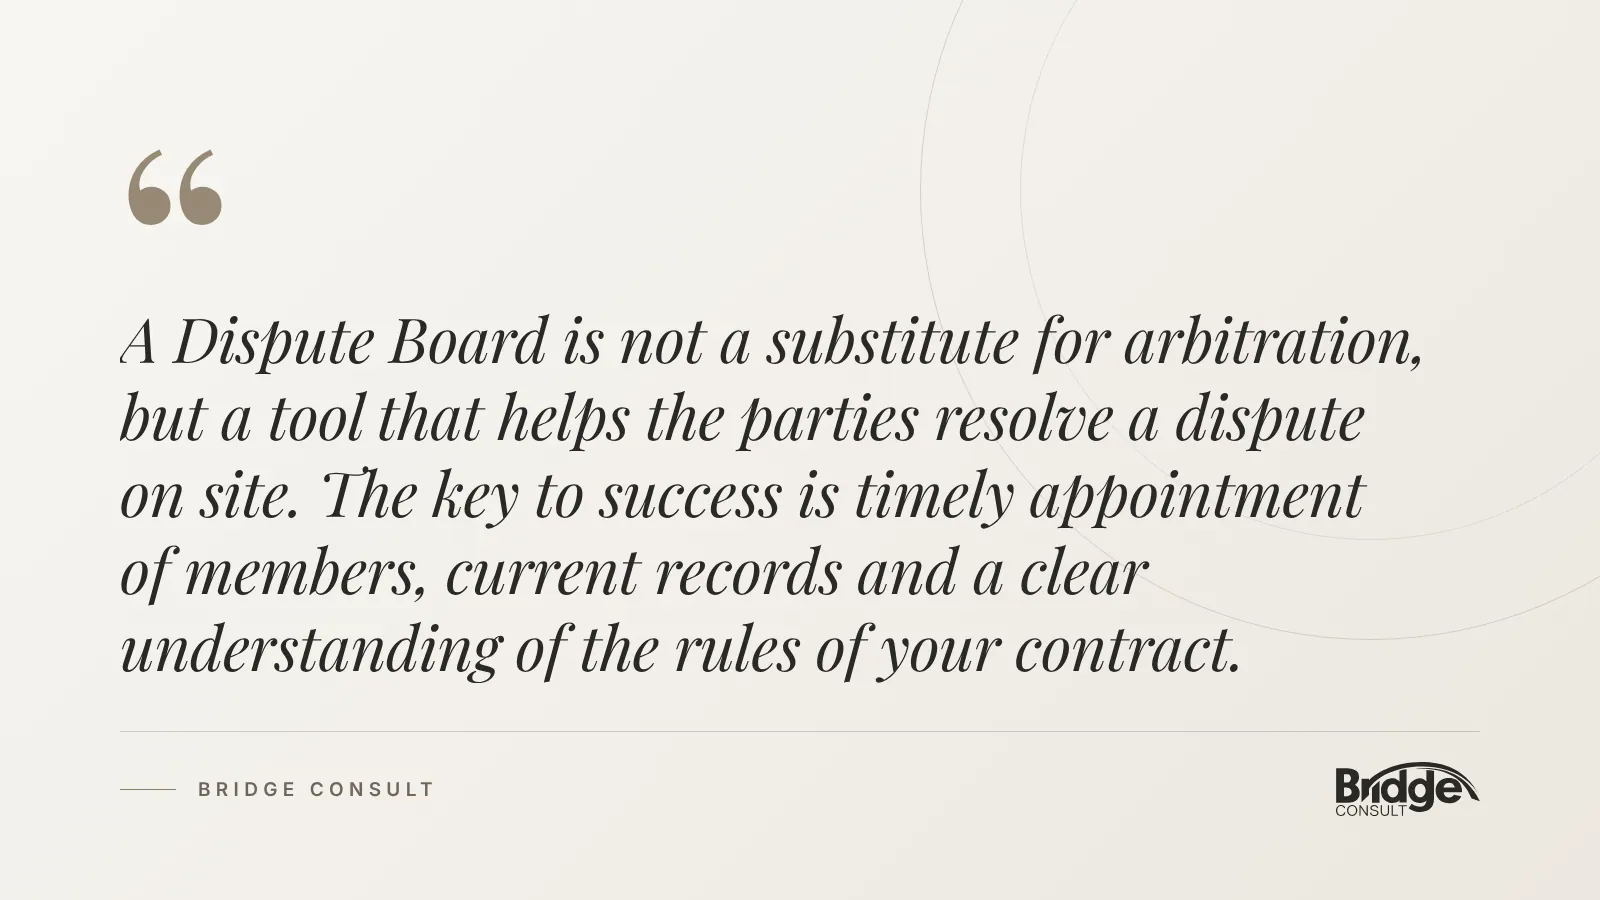 “
A Dispute Board is not a substitute for arbitration,
but a tool that helps the parties resolve a dispute
on site. The key to success is timely appointment
of members, current records and a clear
understanding of the rules of your contract.
BRIDGE CONSULT
Bridge
CONSULT